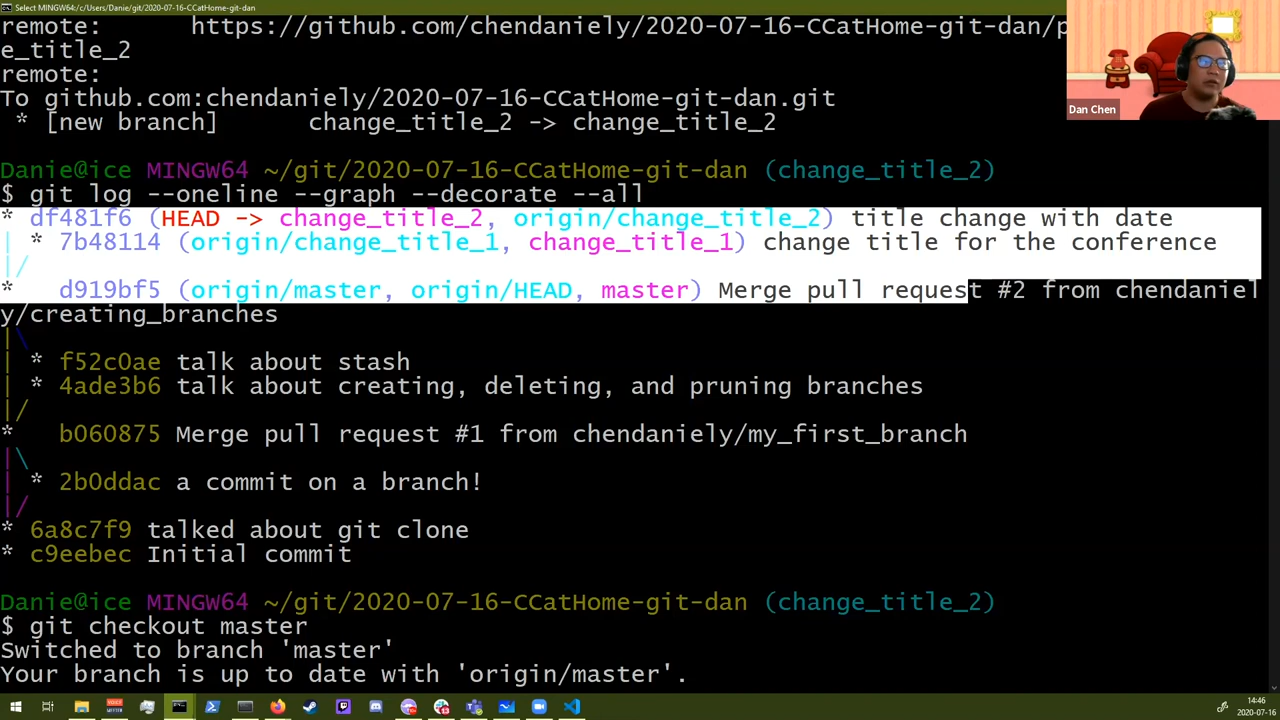 Select MINGW64:/c/Users/Danie/git/2020-07-16-CCatHome-git-dan
remote:      https://github.com/chendaniely/2020-07-16-CCatHome-git-dan/p
e_title_2
remote:
To github.com:chendaniely/2020-07-16-CCatHome-git-dan.git
 * [new branch]      change_title_2 -> change_title_2
Danie@ice MINGW64 ~/git/2020-07-16-CCatHome-git-dan (change_title_2)
$ git log --oneline --graph --decorate --all
* df481f6 (HEAD -> change_title_2, origin/change_title_2) title change with date
| * 7b48114 (origin/change_title_1, change_title_1) change title for the conference
|/
*   d919bf5 (origin/master, origin/HEAD, master) Merge pull request #2 from chendaniel
y/creating_branches
|\
| * f52c0ae talk about stash
| * 4ade3b6 talk about creating, deleting, and pruning branches
|/
*   b060875 Merge pull request #1 from chendaniely/my_first_branch
|\
| * 2b0ddac a commit on a branch!
|/
* 6a8c7f9 talked about git clone
* c9eebec Initial commit
Danie@ice MINGW64 ~/git/2020-07-16-CCatHome-git-dan (change_title_2)
$ git checkout master
Switched to branch 'master'
Your branch is up to date with 'origin/master'.
Dan Chen
14:46
2020-07-16